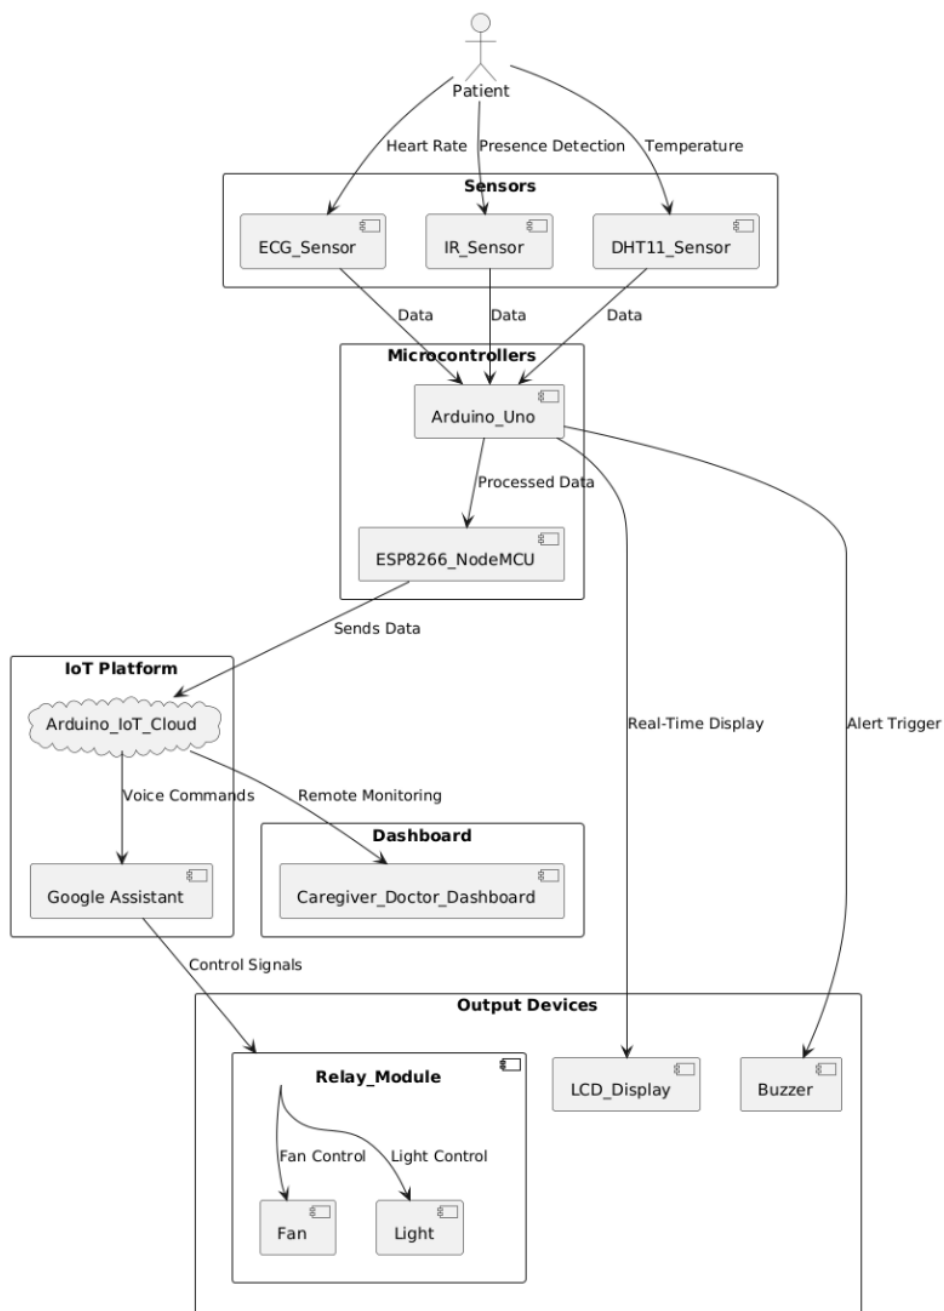 Patient
Heart Rate
Presence Detection
Temperature
Sensors
ECG_Sensor
IR_Sensor
DHT11_Sensor
Data
Data
Data
Microcontrollers
Arduino_Uno
Processed Data
ESP8266_NodeMCU
Sends Data
IoT Platform
Arduino_IoT_Cloud
Real-Time Display
Alert Trigger
Voice Commands
Remote Monitoring
Dashboard
Google Assistant
Caregiver_Doctor_Dashboard
Control Signals
Output Devices
Relay_Module
LCD_Display
Buzzer
Fan Control
Light Control
Fan
Light